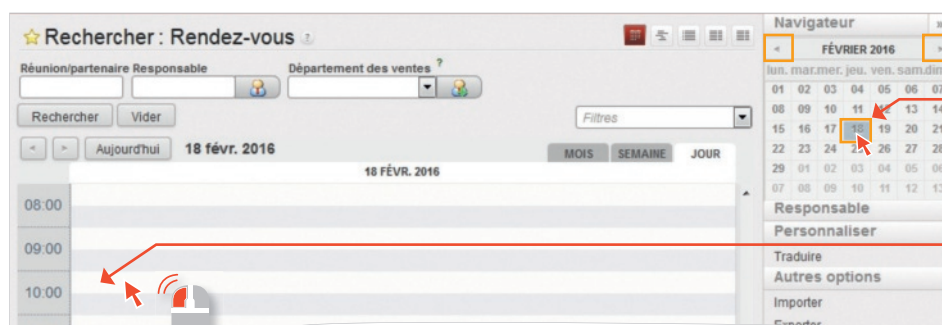 Rechercher : Rendez-vous ?
Réunion/partenaire Responsable Département des ventes ?
Rechercher Vider Filtres
Aujourd'hui 18 févr. 2016 MOIS SEMAINE JOUR
18 FÉVR. 2016
08:00
09:00
10:00
Navigateur
FÉVRIER 2016
lun. mar. mer. jeu. ven. sam. dim
01 02 03 04 05 06 07
08 09 10 11 12 13 14
15 16 17 18 19 20 21
22 23 24 25 26 27 28
29 01 02 03 04 05 06
07 08 09 10 11 12 13
Responsable
Personnaliser
Traduire
Autres options
Importer
Exporter